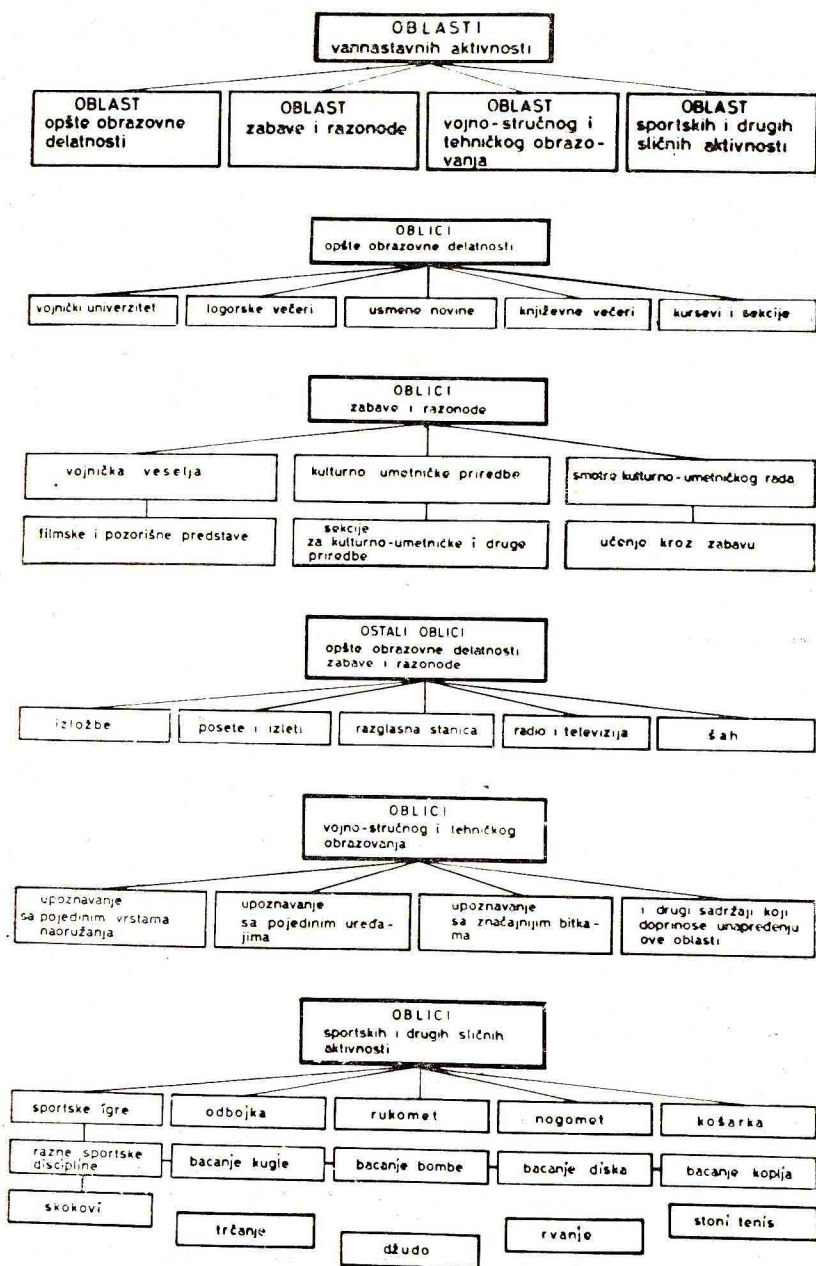 OBLASTI
vannastavnih aktivnosti
OBLAST
opšte obrazovne
delatnosti
OBLAST
zabave i razonode
OBLAST
vojno-stručnog i
tehničkog obrazo-
vanja
OBLAST
sportskih i drugih
sličnih aktivnosti
OBLICI
opšte obrazovne delatnosti
vojnički univerzitet
logorske večeri
usmene novine
književne večeri
kursevi i sekcije
OBLICI
zabave i razonode
vojnička veselja
kulturno umetničke priredbe
smotre kulturno-umetničkog rada
filmske i pozorišne predstave
sekcije
za kulturno-umetničke i druge
priredbe
učenje kroz zabavu
OSTALI OBLICI
opšte obrazovne delatnosti
zabave i razonode
izložbe
posete i izleti
razglasna stanica
radio i televizija
šah
OBLICI
vojno-stručnog i tehničkog
obrazovanja
upoznavanje
sa pojedinim vrstama
naoružanja
upoznavanje
sa pojedinim uređa-
jima
upoznavanje
sa značajnijim bitka-
ma
i drugi sadržaji koji
doprinose unapređenju
ove oblasti
OBLICI
sportskih i drugih sličnih
aktivnosti
sportske igre
odbojka
rukomet
nogomet
košarka
razne sportske
discipline
bacanje kugle
bacanje bombe
bacanje diska
bacanje koplja
skokovi
trčanje
džudo
rvanje
stoni tenis